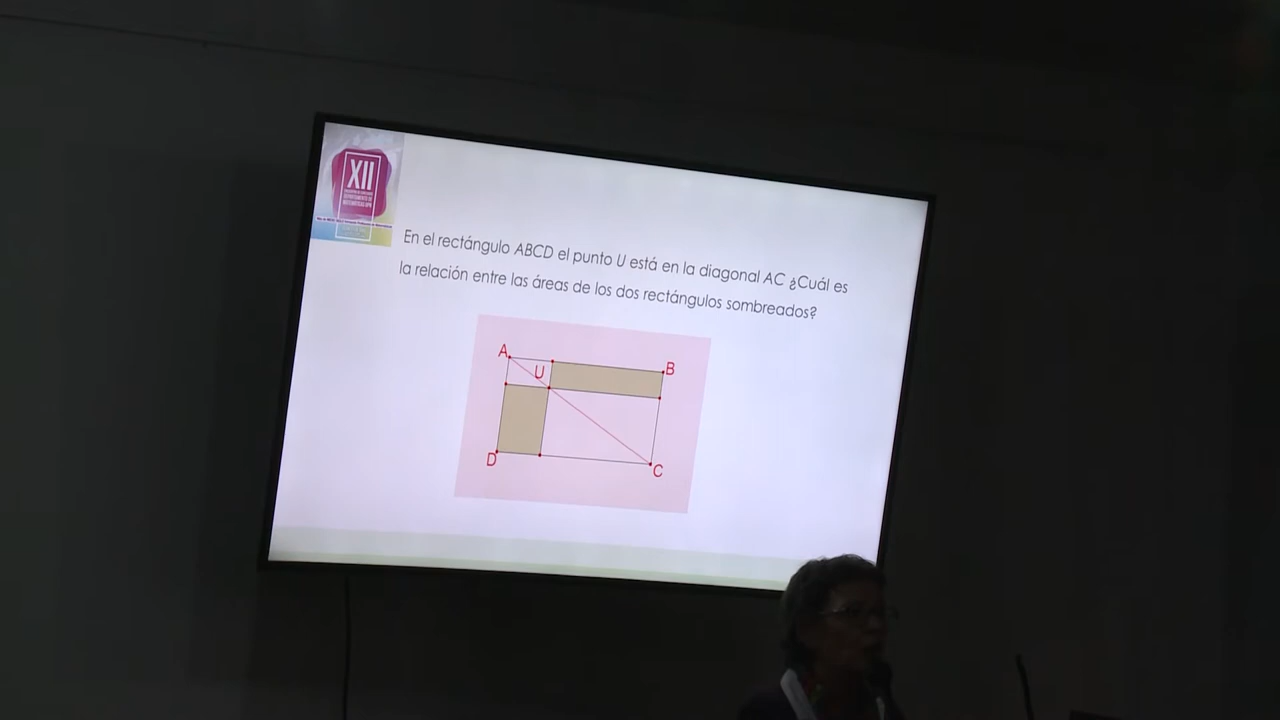 XII
En el rectángulo ABCD el punto U está en la diagonal AC ¿Cuál es
la relación entre las áreas de los dos rectángulos sombreados?
A
B
U
D
C